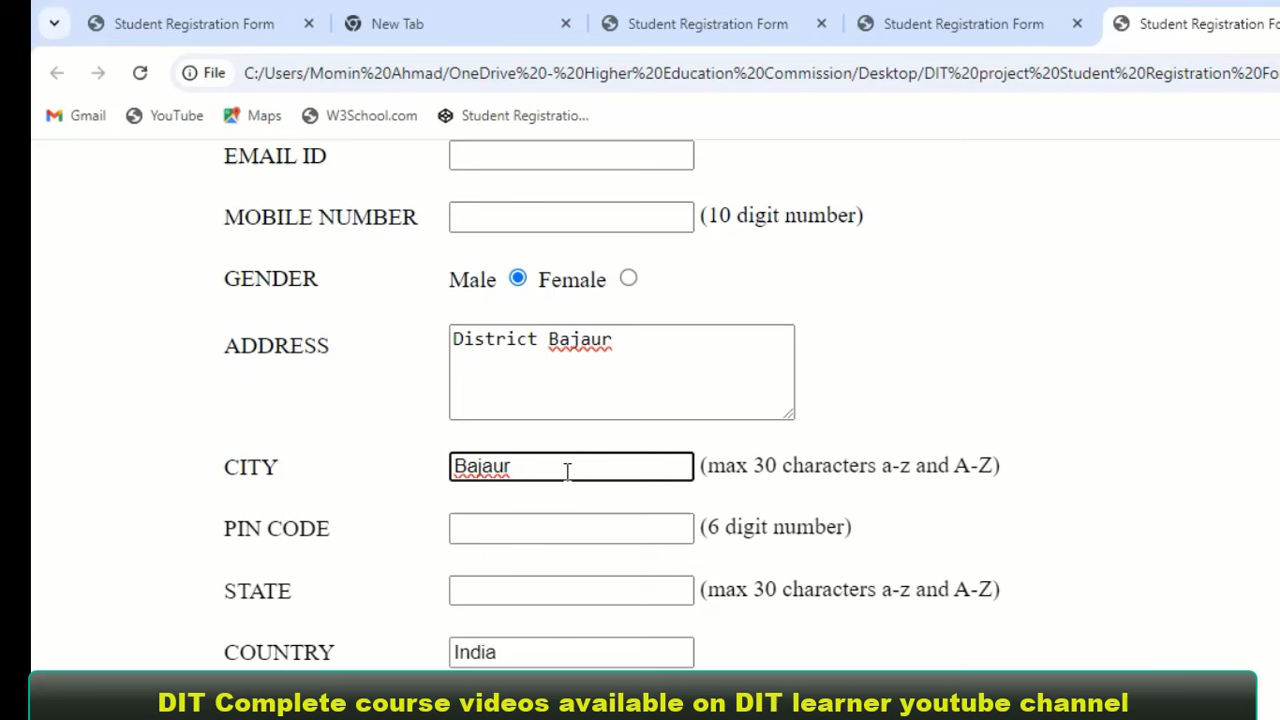 Student Registration Form New Tab Student Registration Form Student Registration Form Student Registration Fo
File C:/Users/Momin%20Ahmad/OneDrive%20-%20Higher%20Education%20Commission/Desktop/DIT%20project%20Student%20Registration%20Fo
Gmail YouTube Maps W3School.com Student Registratio...
EMAIL ID
MOBILE NUMBER (10 digit number)
GENDER Male Female
ADDRESS District Bajaur
CITY Bajaur (max 30 characters a-z and A-Z)
PIN CODE (6 digit number)
STATE (max 30 characters a-z and A-Z)
COUNTRY India
DIT Complete course videos available on DIT learner youtube channel